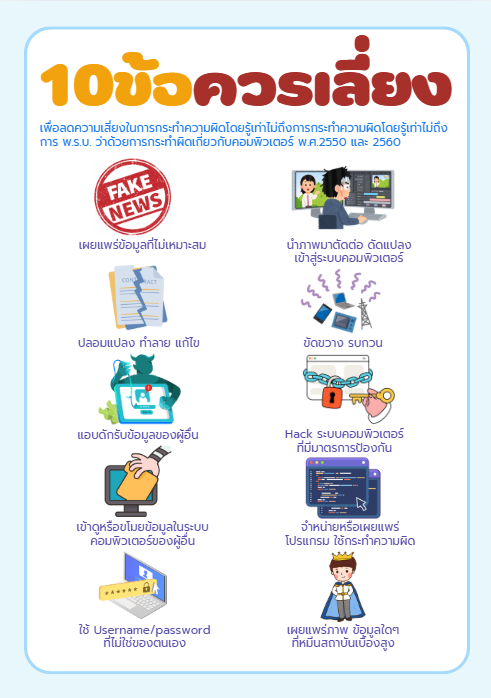 10ข้อควรเลี่ยง
เพื่อลดความเสี่ยงในการกระทำความผิดโดยรู้เท่าไม่ถึงการกระทำความผิดโดยรู้เท่าไม่ถึง
การ พ.ร.บ. ว่าด้วยการกระทำผิดเกี่ยวกับคอมพิวเตอร์ พ.ศ.2550 และ 2560
FAKE
NEWS
เผยแพร่ข้อมูลที่ไม่เหมาะสม
นำภาพมาตัดต่อ ดัดแปลง
เข้าสู่ระบบคอมพิวเตอร์
CONTRACT
ปลอมแปลง ทำลาย แก้ไข
ขัดขวาง รบกวน
แอบดักรับข้อมูลของผู้อื่น
Hack ระบบคอมพิวเตอร์
ที่มีมาตรการป้องกัน
เข้าดูหรือขโมยข้อมูลในระบบ
คอมพิวเตอร์ของผู้อื่น
จำหน่ายหรือเผยแพร่
โปรแกรม ใช้กระทำความผิด
ใช้ Username/password
ที่ไม่ใช่ของตนเอง
เผยแพร่ภาพ ข้อมูลใดๆ
ที่หมิ่นสถาบันเบื้องสูง